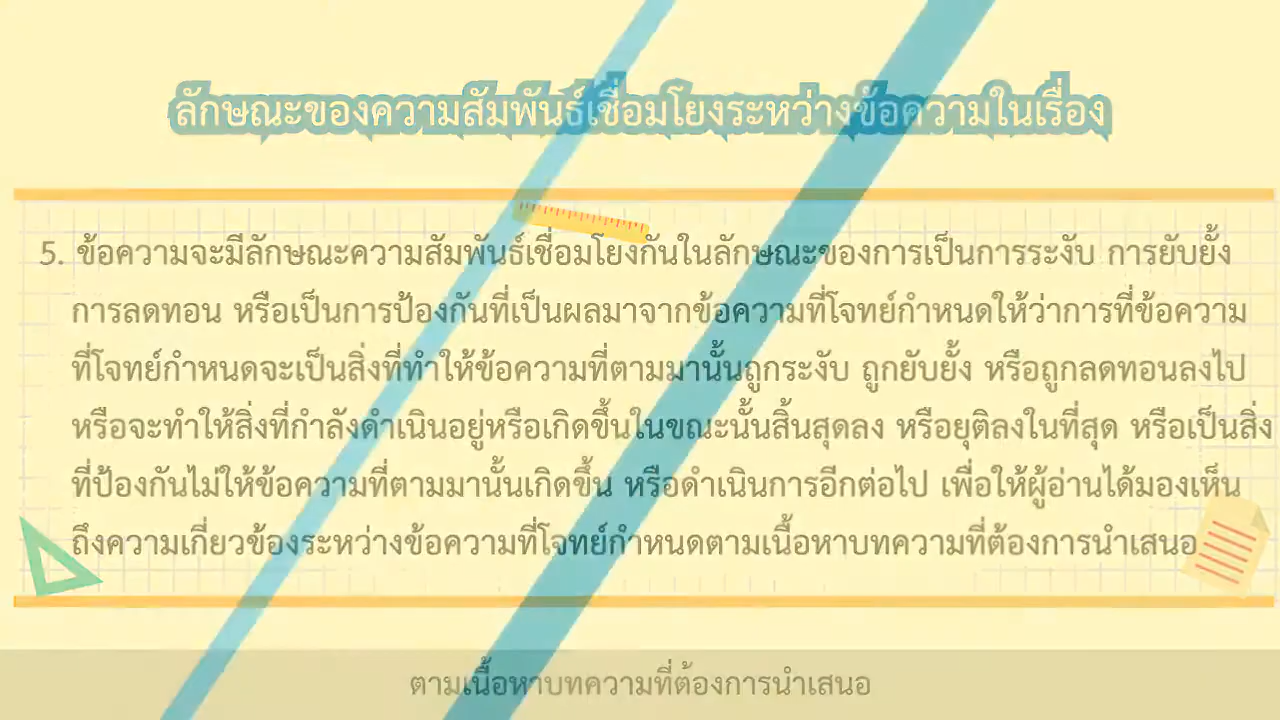 ลักษณะของความสัมพันธ์เชื่อมโยงระหว่างข้อความในเรื่อง
5. ข้อความจะมีลักษณะความสัมพันธ์เชื่อมโยงกันในลักษณะของการเป็นการระงับ การยับยั้ง
การลดทอน หรือเป็นการป้องกันที่เป็นผลมาจากข้อความที่โจทย์กำหนดให้ว่าการที่ข้อความ
ที่โจทย์กำหนดจะเป็นสิ่งที่ทำให้ข้อความที่ตามมานั้นถูกระงับ ถูกยับยั้ง หรือถูกลดทอนลงไป
หรือจะทำให้สิ่งที่กำลังดำเนินอยู่หรือเกิดขึ้นในขณะนั้นสิ้นสุดลง หรือยุติลงในที่สุด หรือเป็นสิ่ง
ที่ป้องกันไม่ให้ข้อความที่ตามมานั้นเกิดขึ้น หรือดำเนินการอีกต่อไป เพื่อให้ผู้อ่านได้มองเห็น
ถึงความเกี่ยวข้องระหว่างข้อความที่โจทย์กำหนดตามเนื้อหาบทความที่ต้องการนำเสนอ
ตามเนื้อหาบทความที่ต้องการนำเสนอ